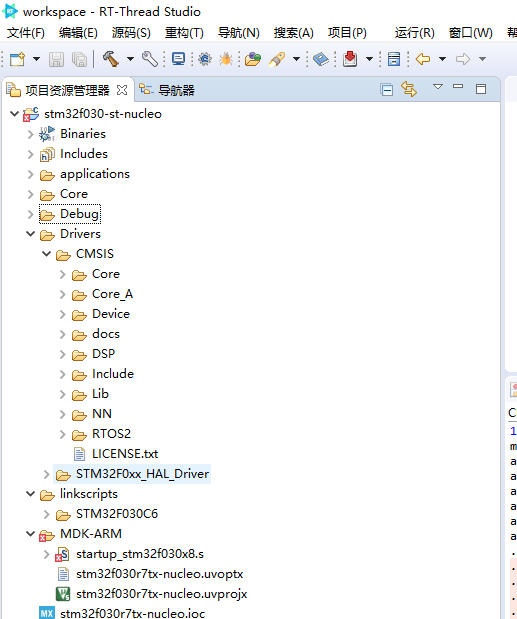 workspace - RT-Thread Studio
文件(F) 编辑(E) 源码(S) 重构(T) 导航(N) 搜索(A) 项目(P) 运行(R) 窗口(W)
项目资源管理器 导航器
stm32f030-st-nucleo
Binaries
Includes
applications
Core
Debug
Drivers
CMSIS
Core
Core_A
Device
docs
DSP
Include
Lib
NN
RTOS2
LICENSE.txt
STM32F0xx_HAL_Driver
linkscripts
STM32F030C6
MDK-ARM
startup_stm32f030x8.s
stm32f030r7tx-nucleo.uvoptx
stm32f030r7tx-nucleo.uvprojx
stm32f030r7tx-nucleo.ioc